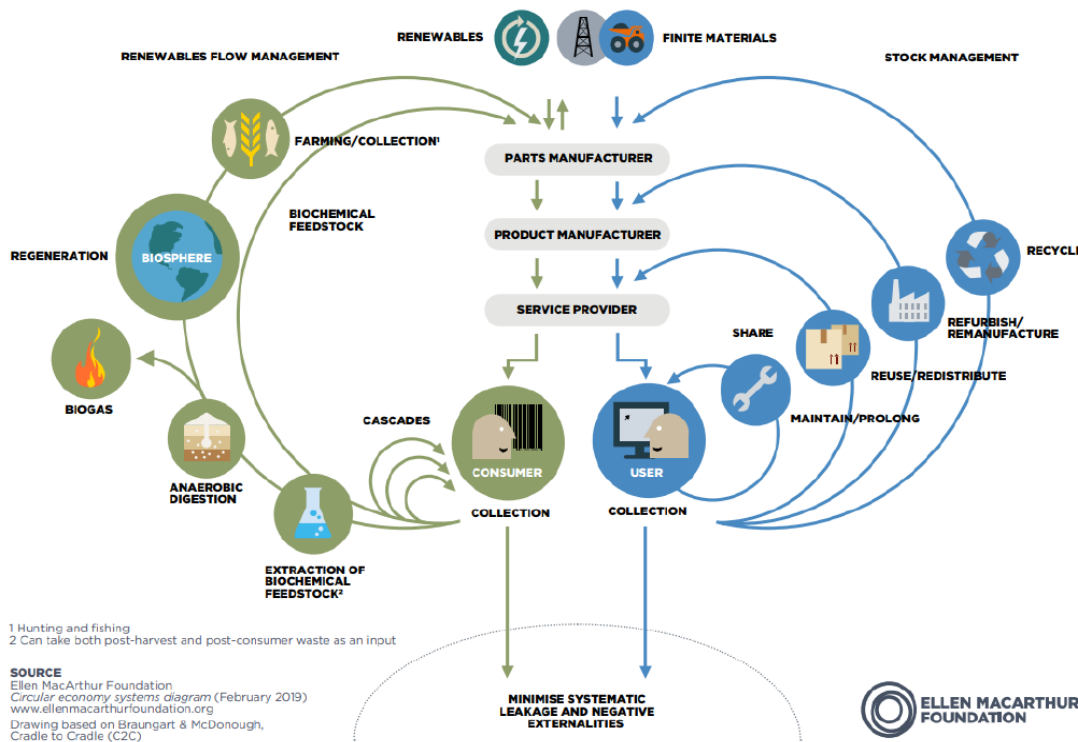 RENEWABLES
FINITE MATERIALS
RENEWABLES FLOW MANAGEMENT
STOCK MANAGEMENT
FARMING/COLLECTION¹
PARTS MANUFACTURER
BIOCHEMICAL
FEEDSTOCK
PRODUCT MANUFACTURER
REGENERATION
BIOSPHERE
RECYCLE
SERVICE PROVIDER
SHARE
REFURBISH/
REMANUFACTURE
REUSE/REDISTRIBUTE
BIOGAS
CASCADES
MAINTAIN/PROLONG
CONSUMER
USER
ANAEROBIC
DIGESTION
COLLECTION
COLLECTION
EXTRACTION OF
BIOCHEMICAL
FEEDSTOCK²
1 Hunting and fishing
2 Can take both post-harvest and post-consumer waste as an input
SOURCE
Ellen MacArthur Foundation
Circular economy systems diagram (February 2019)
www.ellenmacarthurfoundation.org
Drawing based on Braungart & McDonough,
Cradle to Cradle (C2C)
MINIMISE SYSTEMATIC
LEAKAGE AND NEGATIVE
EXTERNALITIES
ELLEN MACARTHUR
FOUNDATION